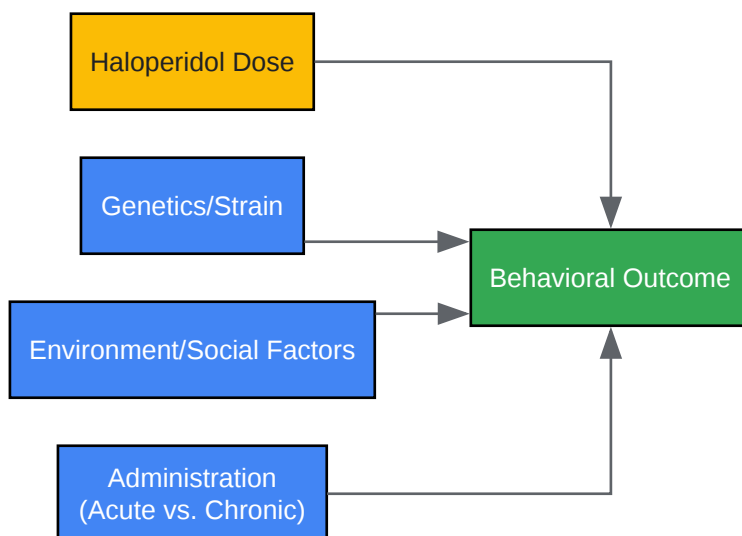 Haloperidol Dose
Genetics/Strain
Behavioral Outcome
Environment/Social Factors
Administration
(Acute vs. Chronic)